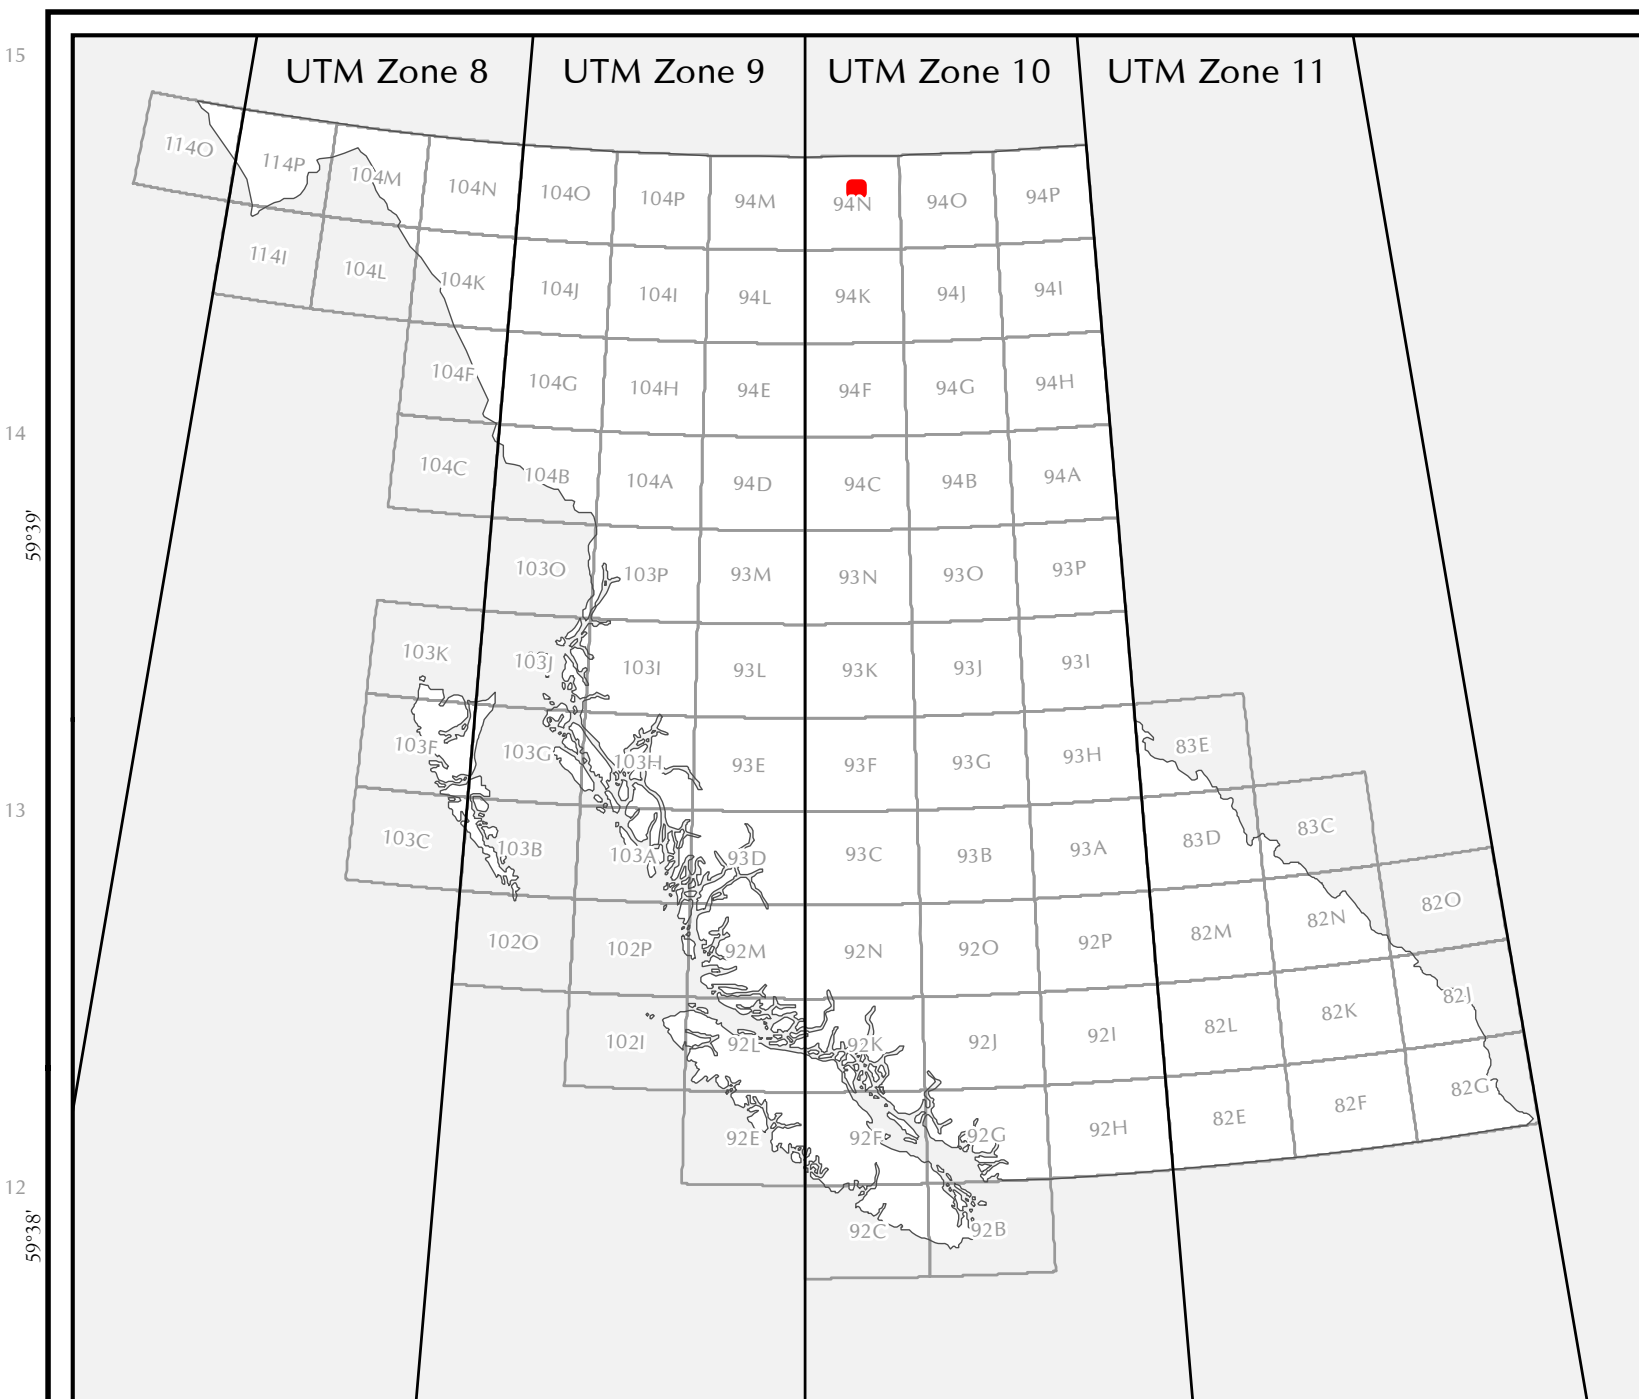 15
UTM Zone 8 UTM Zone 9 UTM Zone 10 UTM Zone 11
114O 114P 104M 104N 104O 104P 94M 94N 94O 94P
114I 104L 104K 104J 104I 94L 94K 94J 94I
104F 104G 104H 94E 94F 94G 94H
14
104C 104B 104A 94D 94C 94B 94A
59°39'
103O 103P 93M 93N 93O 93P
103K 103J 103I 93L 93K 93J 93I
103F 103G 103H 93E 93F 93G 93H 83E
13
103C 103B 103A 93D 93C 93B 93A 83D 83C
102O 102P 92M 92N 92O 92P 82M 82N 82O
102I 92L 92K 92J 92I 82L 82K 82J
92E 92F 92G 92H 82E 82F 82G
12
59°38'
92C 92B